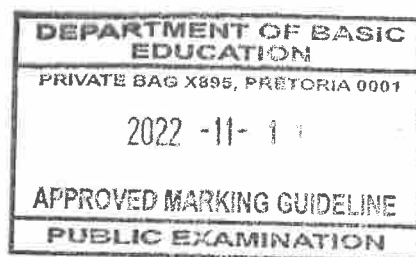 DEPARTMENT OF BASIC
EDUCATION
PRIVATE BAG X895, PRETORIA 0001
2022 -11- 1
APPROVED MARKING GUIDELINE
PUBLIC EXAMINATION